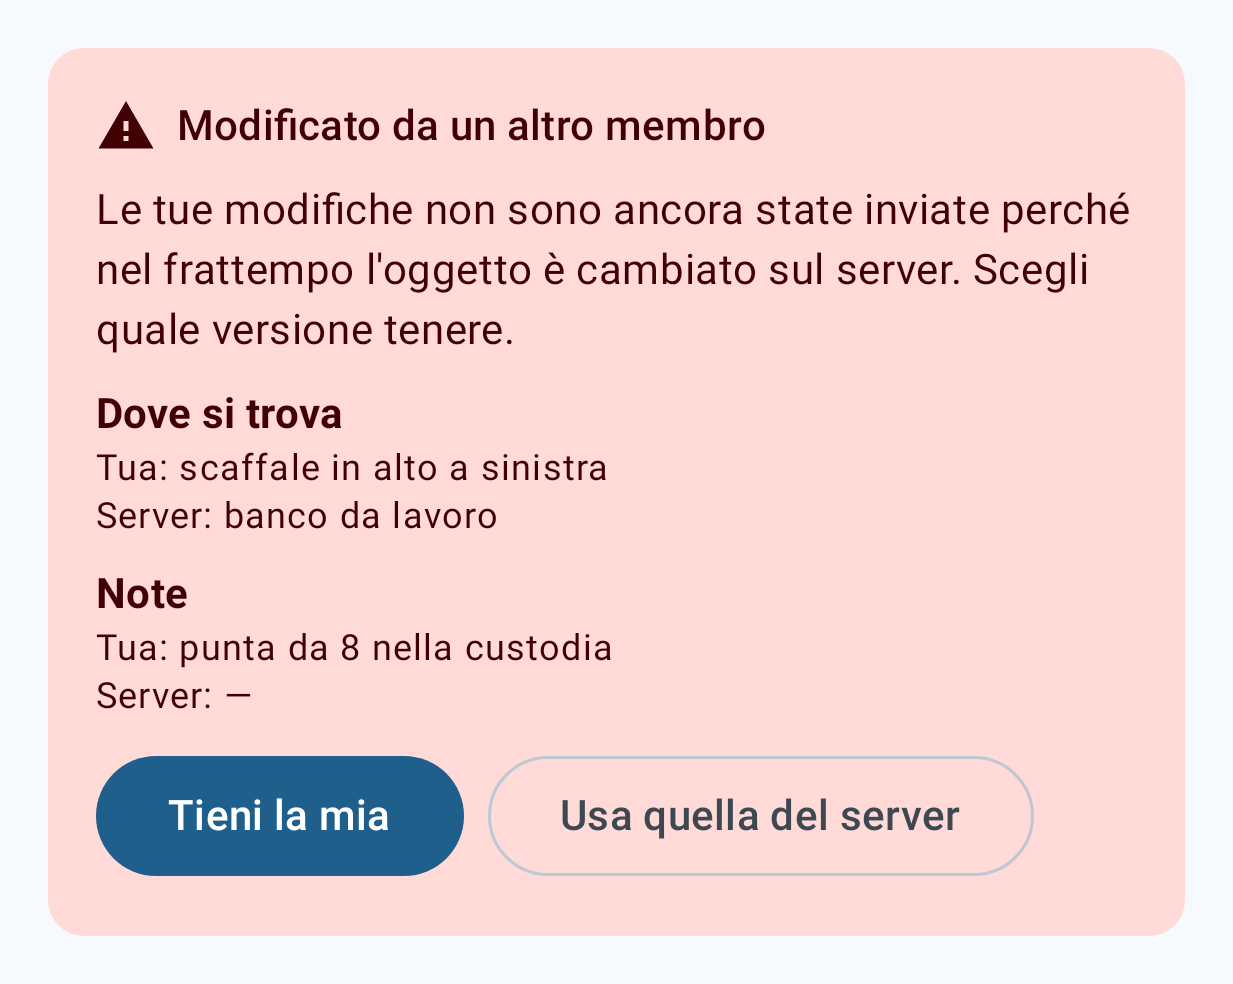 Modificato da un altro membro
Le tue modifiche non sono ancora state inviate perché
nel frattempo l'oggetto è cambiato sul server. Scegli
quale versione tenere.
Dove si trova
Tua: scaffale in alto a sinistra
Server: banco da lavoro
Note
Tua: punta da 8 nella custodia
Server: —
Tieni la mia
Usa quella del server